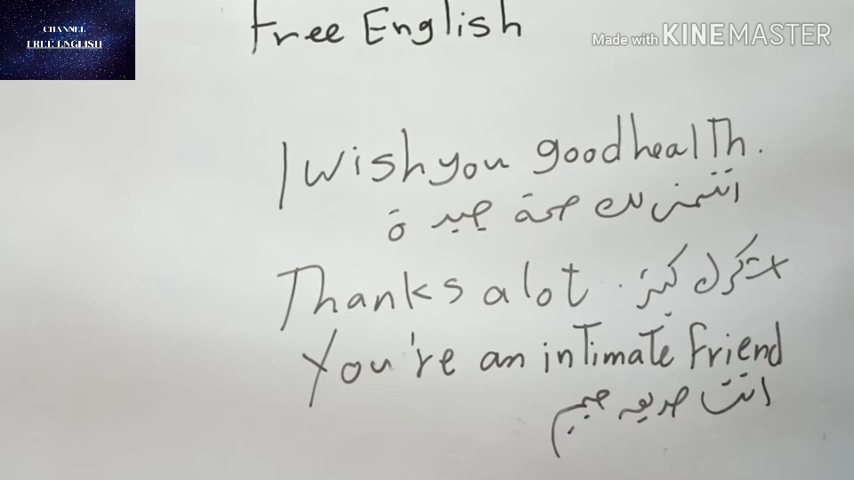 CHANNEL
FREE ENGLISH
Made with KINEMASTER
Free English
I wish you good health.
اتمنى لك صحة جيدة
Thanks a lot. شكرا كثير
You're an intimate friend
انت صديق حميم